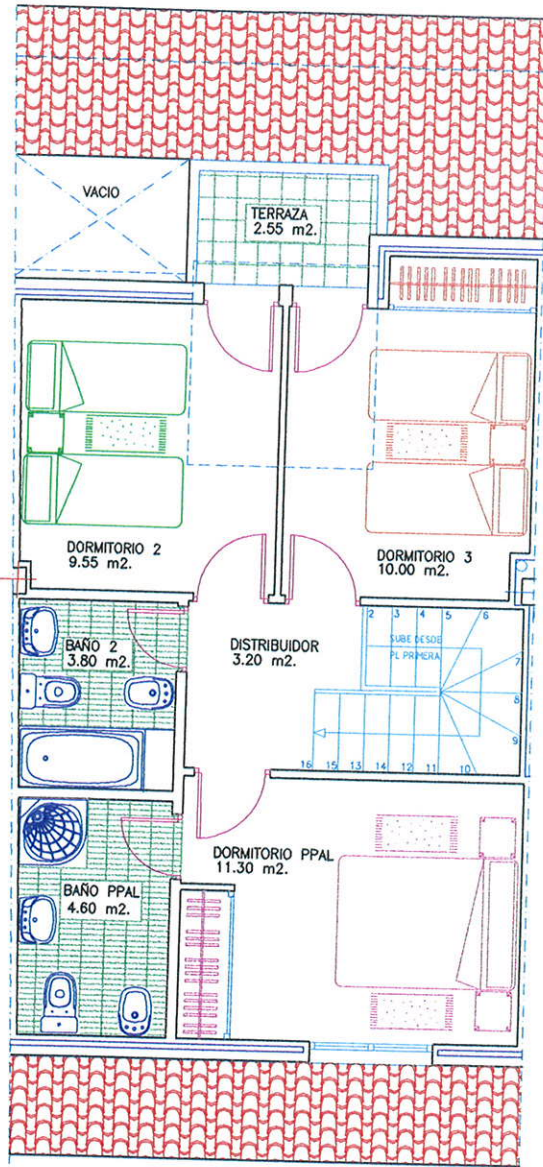 VACIO
TERRAZA
2.55 m2.
DORMITORIO 2
9.55 m2.
DORMITORIO 3
10.00 m2.
BAÑO 2
3.80 m2.
DISTRIBUIDOR
3.20 m2.
2 3 4 5 6
SUBE DESDE
PL PRIMERA
7
8
9
16 15 13 14 12 11 10
DORMITORIO PPAL
11.30 m2.
BAÑO PPAL
4.60 m2.